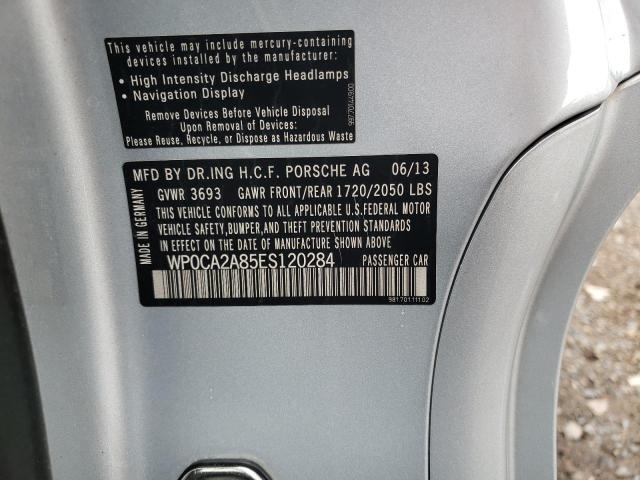 This vehicle may include mercury-containing
devices installed by the manufacturer:
• High Intensity Discharge Headlamps
• Navigation Display
Remove Devices Before Vehicle Disposal
Upon Removal of Devices:
Please Reuse, Recycle, or Dispose as Hazardous Waste
MFD BY DR.ING H.C.F. PORSCHE AG 06/13
GVWR 3693 GAWR FRONT/REAR 1720/2050 LBS
THIS VEHICLE CONFORMS TO ALL APPLICABLE U.S.FEDERAL MOTOR
VEHICLE SAFETY,BUMPER,AND THEFT PREVENTION
STANDARDS IN EFFECT ON THE DATE OF MANUFACTURE SHOWN ABOVE.
WP0CA2A85ES120284 PASSENGER CAR
981.701.111.02
MADE IN GERMANY